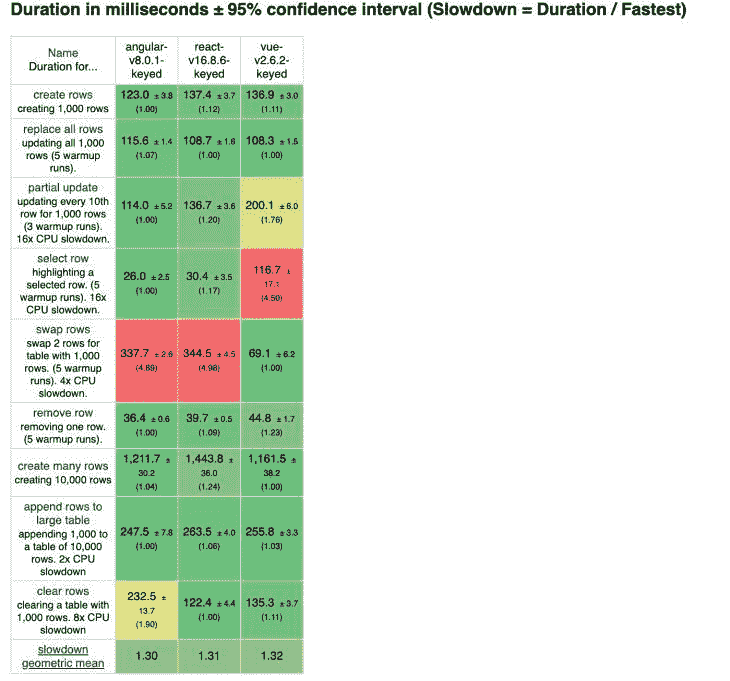 Duration in milliseconds ± 95% confidence interval (Slowdown = Duration / Fastest)
Name
Duration for...
angular-
v8.0.1-
keyed
react-
v16.8.6-
keyed
vue-
v2.6.2-
keyed
create rows
creating 1,000 rows
123.0 ±3.8
(1.00)
137.4 ±3.7
(1.12)
136.9 ±3.0
(1.11)
replace all rows
updating all 1,000
rows (5 warmup
runs).
115.6 ±1.4
(1.07)
108.7 ±1.6
(1.00)
108.3 ±1.5
(1.00)
partial update
updating every 10th
row for 1,000 rows
(3 warmup runs).
16x CPU slowdown.
114.0 ±5.2
(1.00)
136.7 ±3.6
(1.20)
200.1 ±6.0
(1.76)
select row
highlighting a
selected row. (5
warmup runs). 16x
CPU slowdown.
26.0 ±2.5
(1.00)
30.4 ±3.5
(1.17)
116.7 ±
17.1
(4.50)
swap rows
swap 2 rows for
table with 1,000
rows. (5 warmup
runs). 4x CPU
slowdown.
337.7 ±2.6
(4.89)
344.5 ±4.5
(4.98)
69.1 ±6.2
(1.00)
remove row
removing one row.
(5 warmup runs).
36.4 ±0.6
(1.00)
39.7 ±0.5
(1.09)
44.8 ±1.7
(1.23)
create many rows
creating 10,000 rows
1,211.7 ±
30.2
(1.04)
1,443.8 ±
36.0
(1.24)
1,161.5 ±
38.2
(1.00)
append rows to
large table
appending 1,000 to
a table of 10,000
rows. 2x CPU
slowdown
247.5 ±7.8
(1.00)
263.5 ±4.0
(1.06)
255.8 ±3.3
(1.03)
clear rows
clearing a table with
1,000 rows. 8x CPU
slowdown
232.5 ±
13.7
(1.90)
122.4 ±4.4
(1.00)
135.3 ±3.7
(1.11)
slowdown
geometric mean
1.30
1.31
1.32